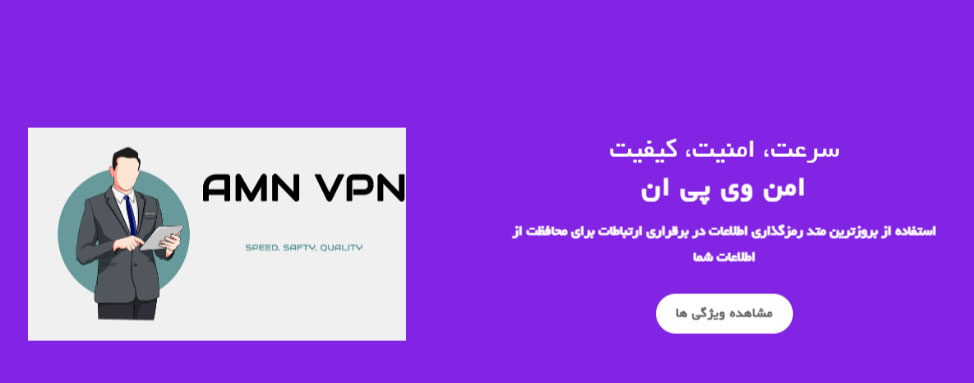 سرعت، امنیت، کیفیت
امن وی پی ان
استفاده از بروزترین متد رمزگذاری اطلاعات در برقراری ارتباطات برای محافظت از
اطلاعات شما
مشاهده ویژگی ها
AMN VPN
SPEED, SAFTY, QUALITY